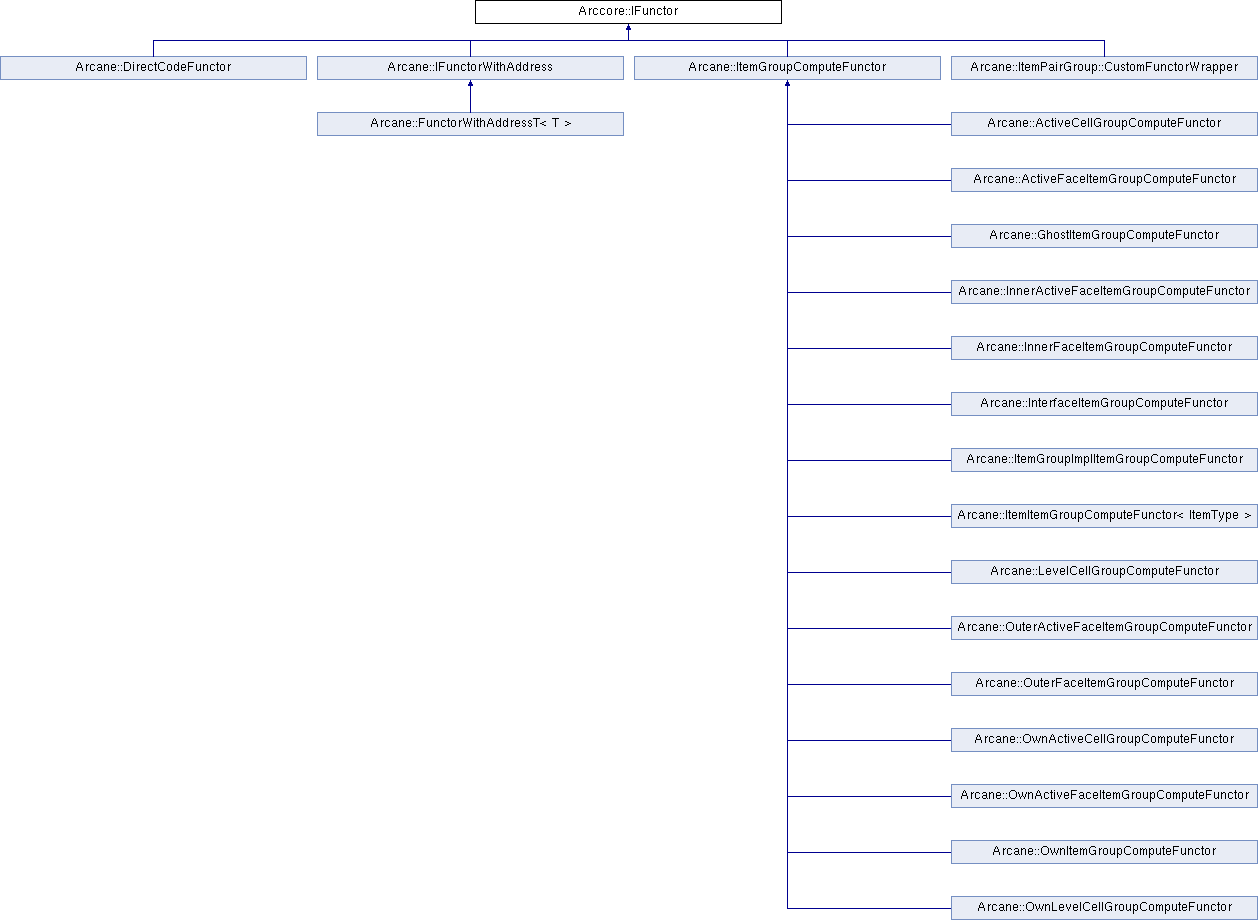 Arccore::IFunctor
Arcane::DirectCodeFunctor
Arcane::IFunctorWithAddress
Arcane::ItemGroupComputeFunctor
Arcane::ItemPairGroup::CustomFunctorWrapper
Arcane::FunctorWithAddressT< T >
Arcane::ActiveCellGroupComputeFunctor
Arcane::ActiveFaceItemGroupComputeFunctor
Arcane::GhostItemGroupComputeFunctor
Arcane::InnerActiveFaceItemGroupComputeFunctor
Arcane::InnerFaceItemGroupComputeFunctor
Arcane::InterfaceItemGroupComputeFunctor
Arcane::ItemGroupImplItemGroupComputeFunctor
Arcane::ItemItemGroupComputeFunctor< ItemType >
Arcane::LevelCellGroupComputeFunctor
Arcane::OuterActiveFaceItemGroupComputeFunctor
Arcane::OuterFaceItemGroupComputeFunctor
Arcane::OwnActiveCellGroupComputeFunctor
Arcane::OwnActiveFaceItemGroupComputeFunctor
Arcane::OwnItemGroupComputeFunctor
Arcane::OwnLevelCellGroupComputeFunctor